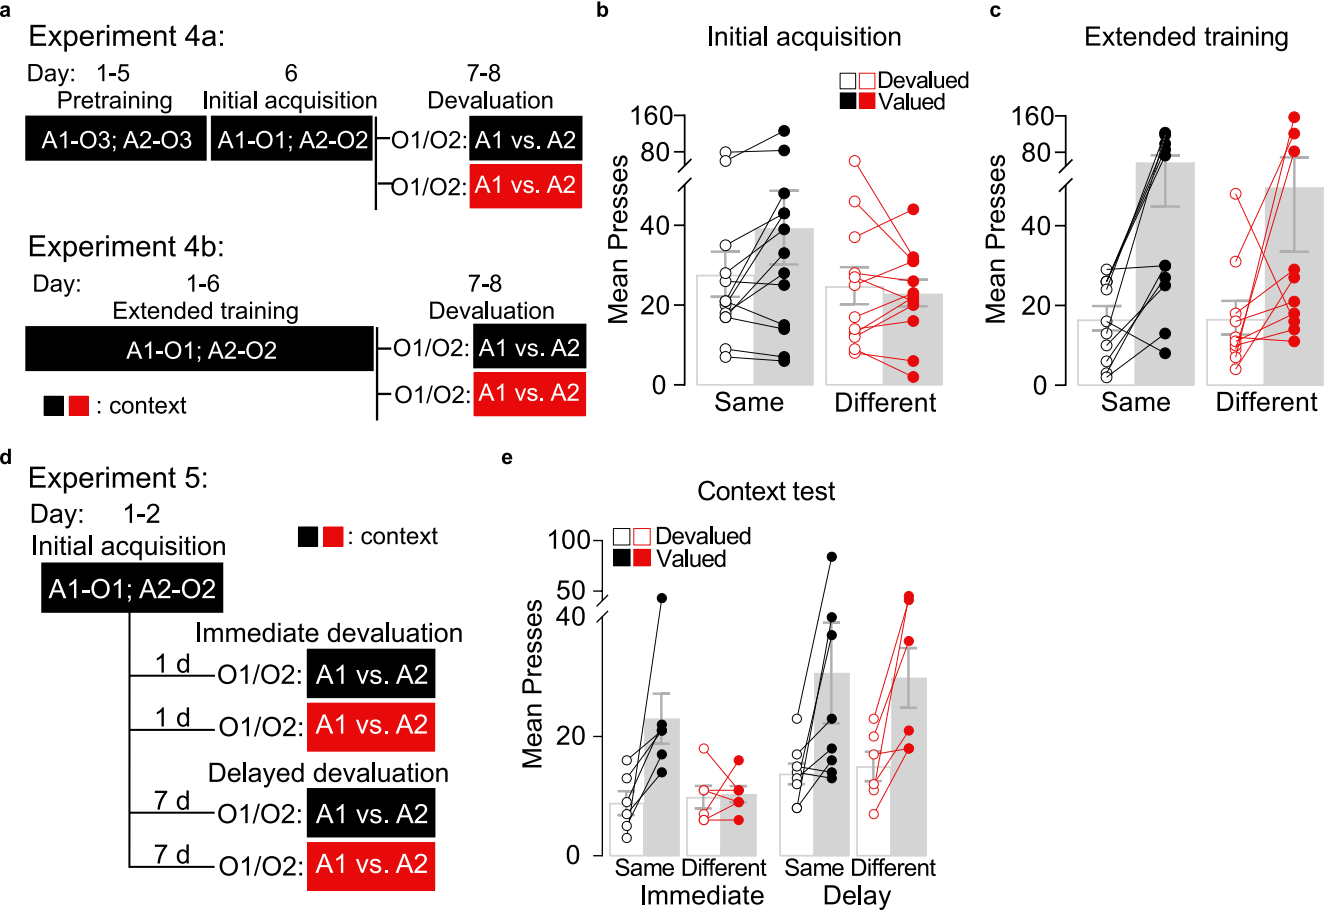 a
Experiment 4a:
Day: 1-5 6 7-8
Pretraining Initial acquisition Devaluation
A1-O3; A2-O3 A1-O1; A2-O2 O1/O2: A1 vs. A2
O1/O2: A1 vs. A2
Experiment 4b:
Day: 1-6 7-8
Extended training Devaluation
A1-O1; A2-O2 O1/O2: A1 vs. A2
O1/O2: A1 vs. A2
: context
b
Initial acquisition
Devalued
Valued
Mean Presses
160
80
40
20
0
Same Different
c
Extended training
Mean Presses
160
80
40
20
0
Same Different
d
Experiment 5:
Day: 1-2
Initial acquisition
: context
A1-O1; A2-O2
Immediate devaluation
1 d O1/O2: A1 vs. A2
1 d O1/O2: A1 vs. A2
Delayed devaluation
7 d O1/O2: A1 vs. A2
7 d O1/O2: A1 vs. A2
e
Context test
Devalued
Valued
Mean Presses
100
50
40
20
0
Same Different Same Different
Immediate Delay